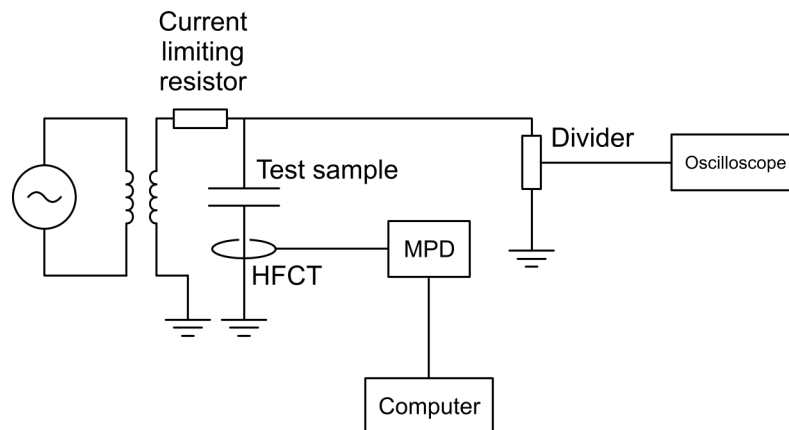 Current
limiting
resistor
Test sample
Divider
Oscilloscope
MPD
HFCT
Computer